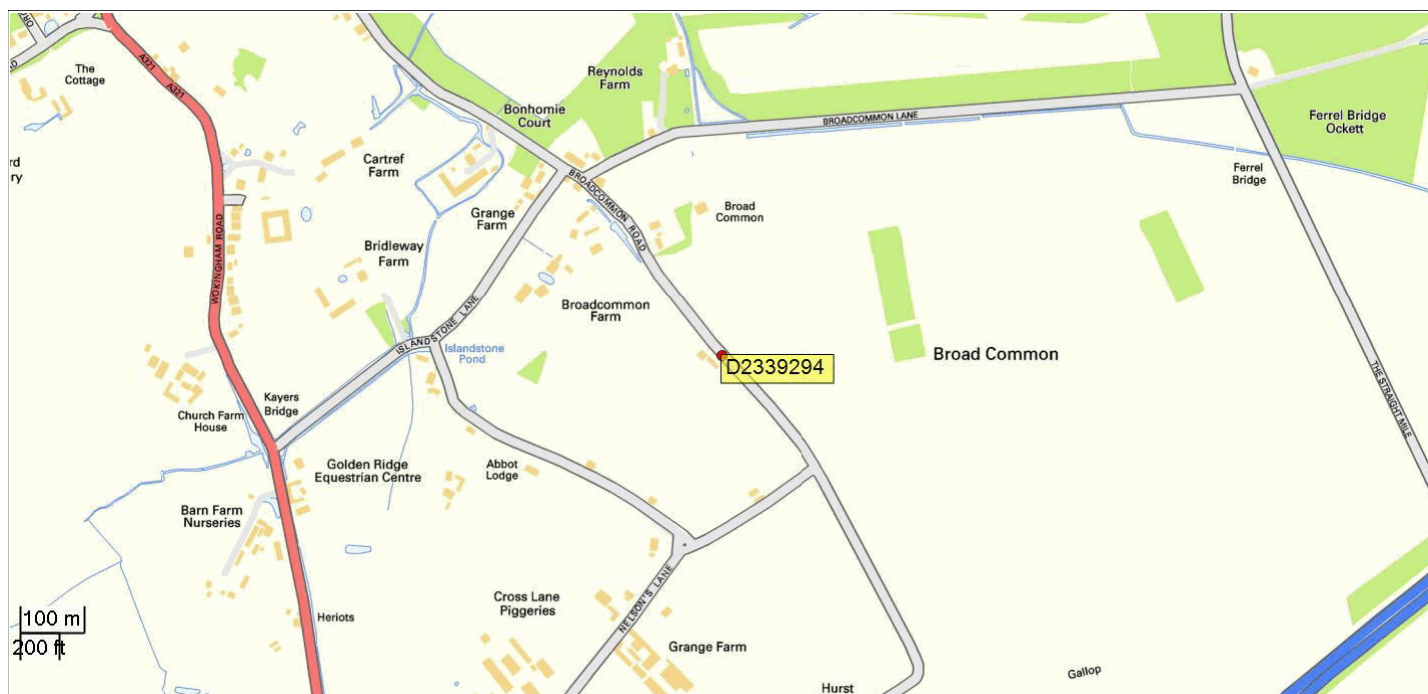 The
Cottage
A321
A321
Reynolds
Farm
Bonhomie
Court
BROADCOMMON LANE
Ferrel Bridge
Ockett
rd
ry
Cartref
Farm
Ferrel
Bridge
BROADCOMMON ROAD
Broad
Common
Grange
Farm
WOKINGHAM ROAD
Bridleway
Farm
Broadcommon
Farm
ISLANDSTONE LANE
Islandstone
Pond
Broad Common
D2339294
THE STRAIGHT MILE
Kayers
Bridge
Church Farm
House
Golden Ridge
Equestrian Centre
Abbot
Lodge
Barn Farm
Nurseries
NELSON'S LANE
Cross Lane
Piggeries
Heriots
100 m
200 ft
Grange Farm
Gallop
Hurst